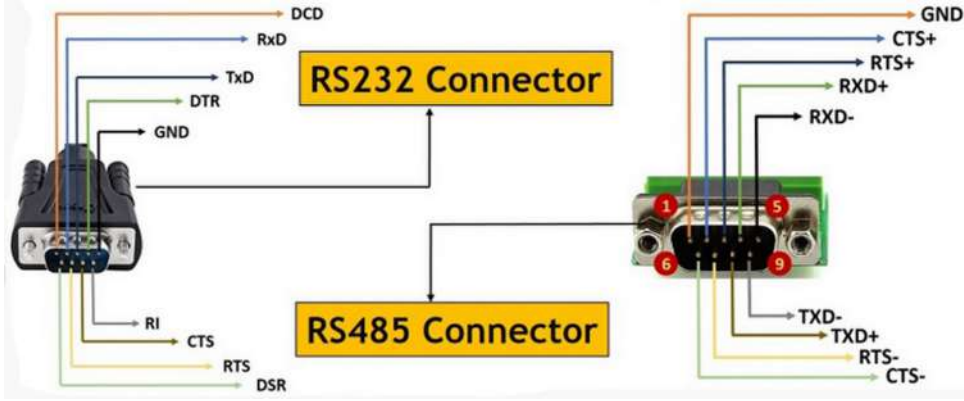 DCD
RxD
TxD
DTR
GND
RS232 Connector
RI
CTS
RTS
DSR
RS485 Connector
GND
CTS+
RTS+
RXD+
RXD-
1
5
6
9
TXD-
TXD+
RTS-
CTS-